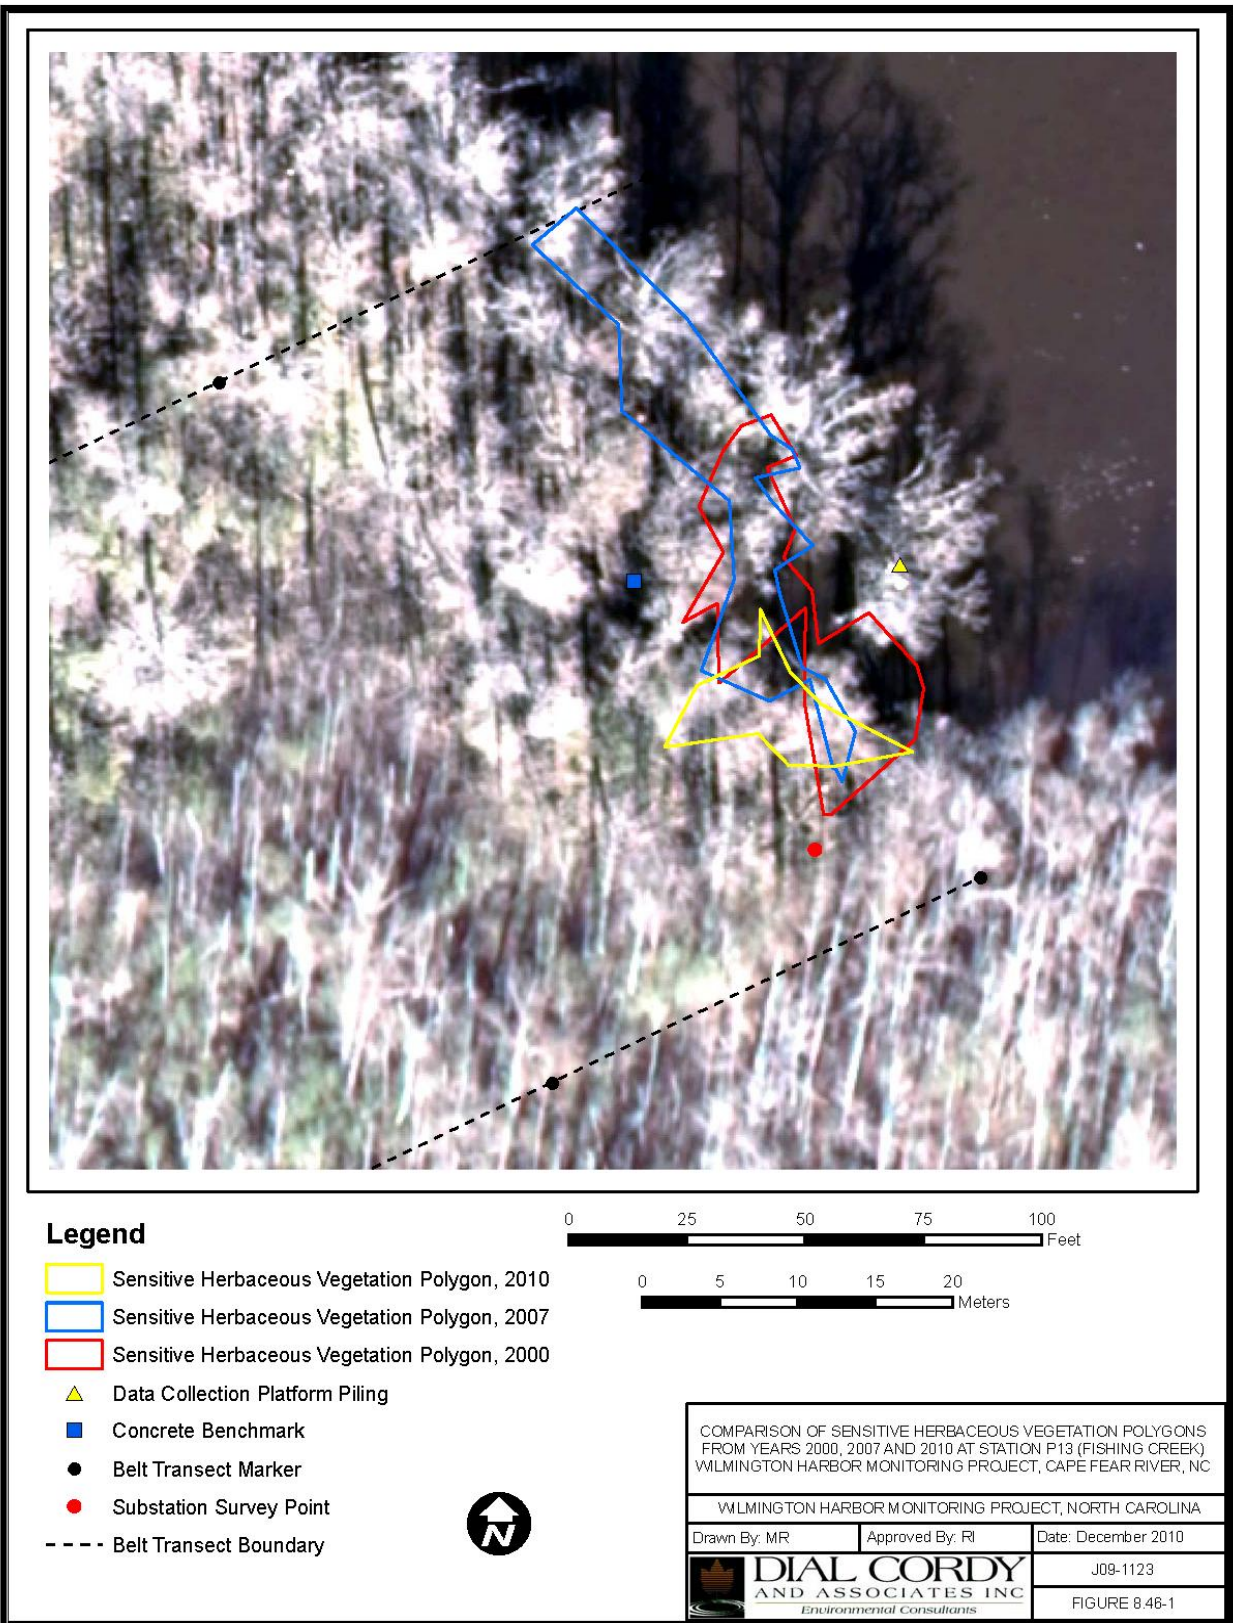 Legend
Sensitive Herbaceous Vegetation Polygon, 2010
Sensitive Herbaceous Vegetation Polygon, 2007
Sensitive Herbaceous Vegetation Polygon, 2000
Data Collection Platform Piling
Concrete Benchmark
Belt Transect Marker
Substation Survey Point
Belt Transect Boundary
0 25 50 75 100
Feet
0 5 10 15 20
Meters
N
COMPARISON OF SENSITIVE HERBACEOUS VEGETATION POLYGONS
FROM YEARS 2000, 2007 AND 2010 AT STATION P13 (FISHING CREEK)
WILMINGTON HARBOR MONITORING PROJECT, CAPE FEAR RIVER, NC
WILMINGTON HARBOR MONITORING PROJECT, NORTH CAROLINA
Drawn By: MR
Approved By: RI
Date: December 2010
DIAL CORDY
AND ASSOCIATES INC
Environmental Consultants
J09-1123
FIGURE 8.46-1